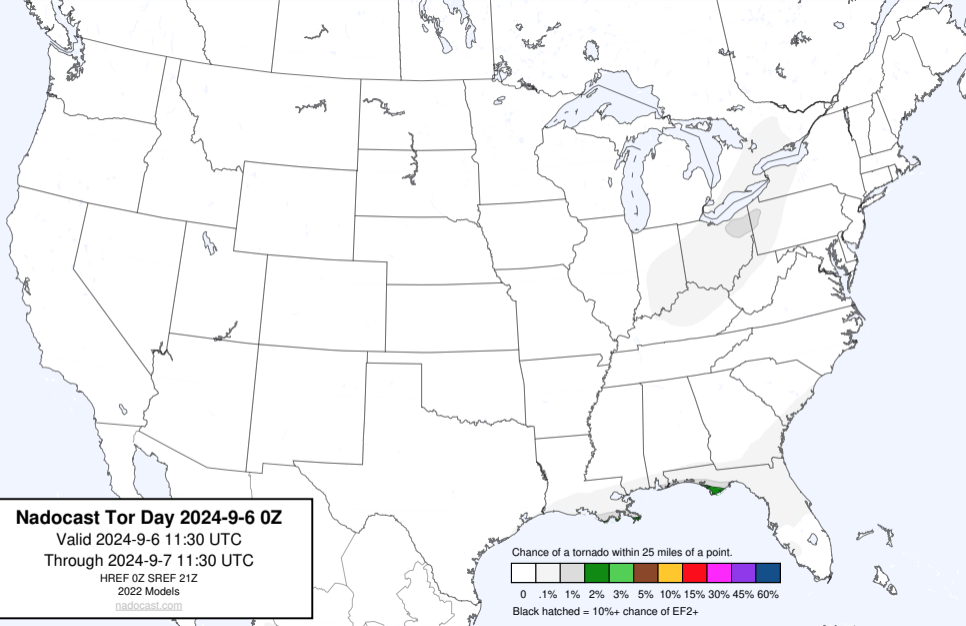 Nadocast Tor Day 2024-9-6 0Z
Valid 2024-9-6 11:30 UTC
Through 2024-9-7 11:30 UTC
HREF 0Z SREF 21Z
2022 Models
nadocast.com
Chance of a tornado within 25 miles of a point.
0 .1% 1% 2% 3% 5% 10% 15% 30% 45% 60%
Black hatched = 10%+ chance of EF2+